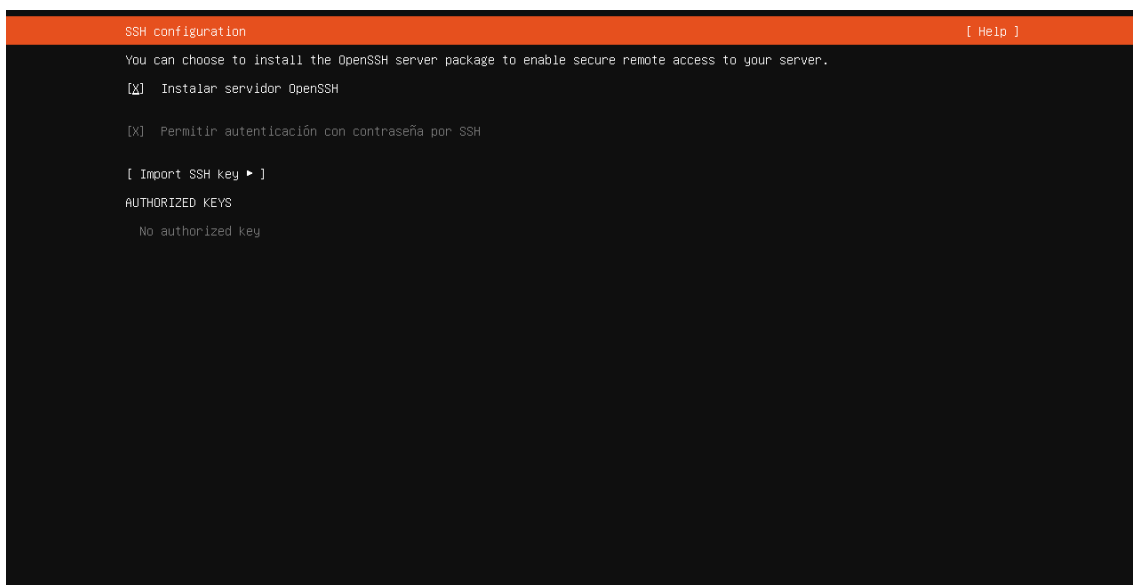 SSH configuration [ Help ]
You can choose to install the OpenSSH server package to enable secure remote access to your server.
[X] Instalar servidor OpenSSH
[X] Permitir autenticación con contraseña por SSH
[ Import SSH key ▸ ]
AUTHORIZED KEYS
No authorized key